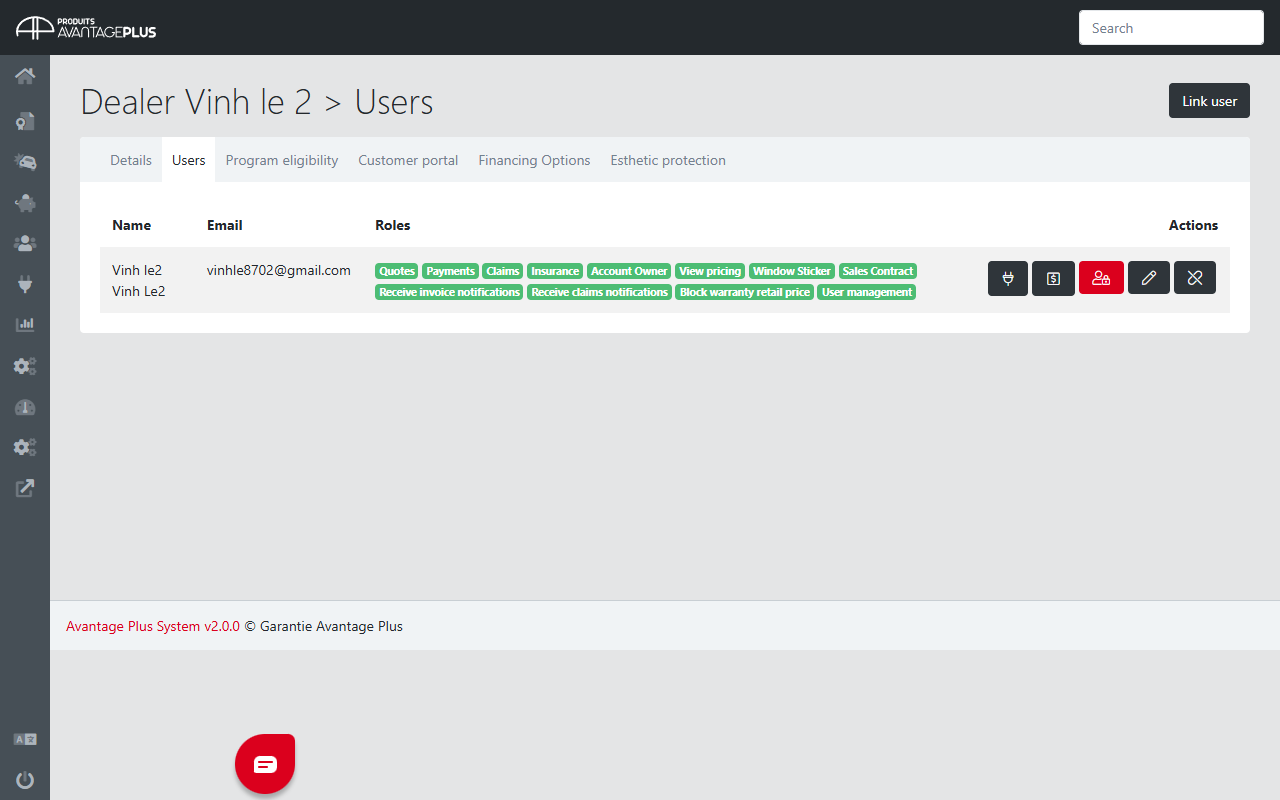 PRODUITS
AVANTAGEPLUS
Search
Dealer Vinh le 2 > Users
Link user
Details Users Program eligibility Customer portal Financing Options Esthetic protection
Name Email Roles Actions
Vinh le2 vinhle8702@gmail.com Quotes Payments Claims Insurance Account Owner View pricing Window Sticker Sales Contract
Vinh Le2 Receive invoice notifications Receive claims notifications Block warranty retail price User management
Avantage Plus System v2.0.0 © Garantie Avantage Plus